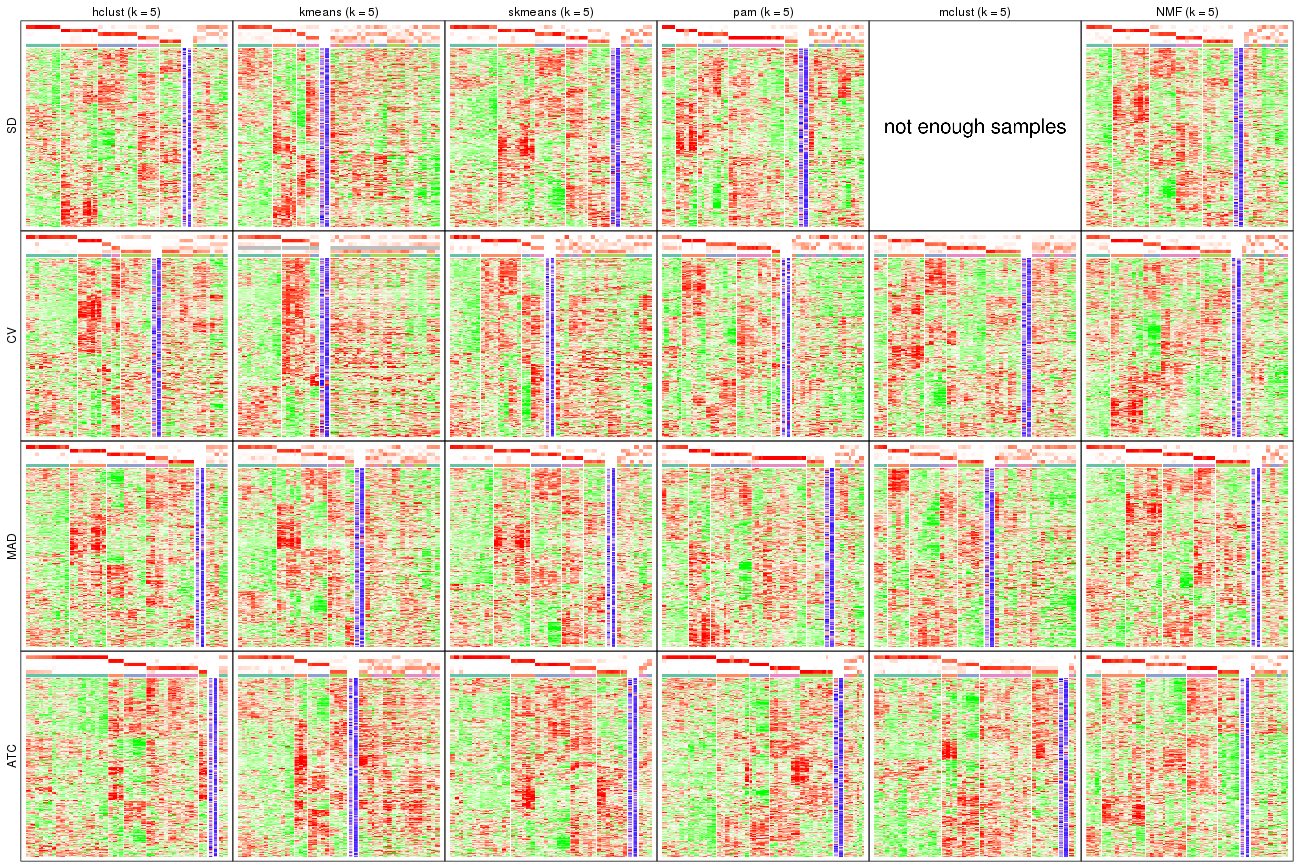 hclust (k = 5) kmeans (k = 5) skmeans (k = 5) pam (k = 5) mclust (k = 5) NMF (k = 5)
SD
not enough samples
CV
MAD
ATC